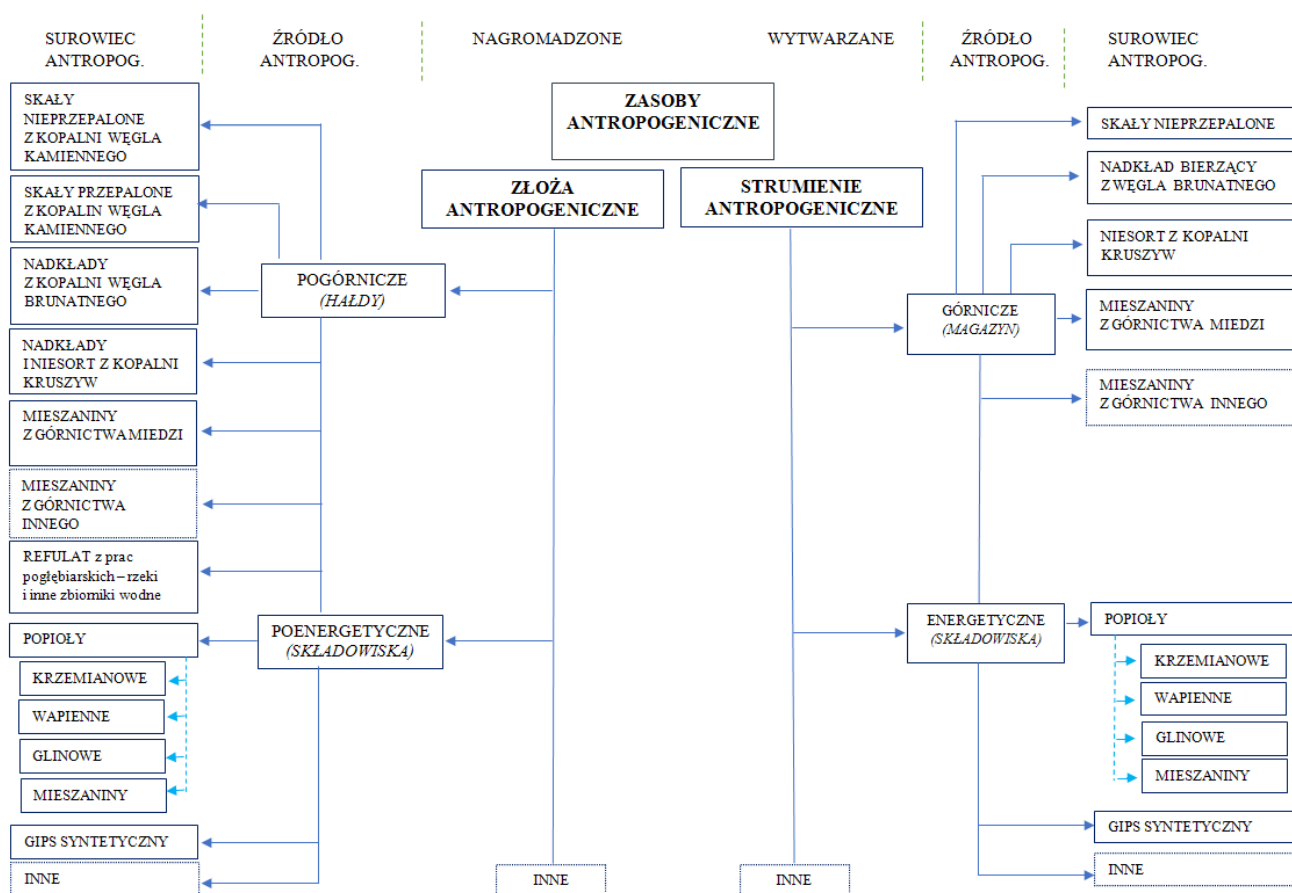 SUROWIEC
ANTROPOG.
ŹRÓDŁO
ANTROPOG.
NAGROMADZONE
WYTWARZANE
ŹRÓDŁO
ANTROPOG.
SUROWIEC
ANTROPOG.
ZASOBY
ANTROPOGENICZNE
ZŁOŻA
ANTROPOGENICZNE
STRUMIENIE
ANTROPOGENICZNE
SKAŁY
NIEPRZEPALONE
Z KOPALNI WĘGLA
KAMIENNEGO
SKAŁY PRZEPALONE
Z KOPALIN WĘGLA
KAMIENNEGO
NADKŁADY
Z KOPALNI WĘGLA
BRUNATNEGO
NADKŁADY
I NIESORT Z KOPALNI
KRUSZYW
MIESZANINY
Z GÓRNICTWA MIEDZI
MIESZANINY
Z GÓRNICTWA
INNEGO
REFULAT z prac
pogłębiarskich – rzeki
i inne zbiorniki wodne
POPIOŁY
KRZEMIANOWE
WAPIENNE
GLINOWE
MIESZANINY
GIPS SYNTETYCZNY
INNE
POGÓRNICZE
(HAŁDY)
POENERGETYCZNE
(SKŁADOWISKA)
INNE
INNE
GÓRNICZE
(MAGAZYN)
ENERGETYCZNE
(SKŁADOWISKA)
SKAŁY NIEPRZEPALONE
NADKŁAD BIERZĄCY
Z WĘGLA BRUNATNEGO
NIESORT Z KOPALNI
KRUSZYW
MIESZANINY
Z GÓRNICTWA MIEDZI
MIESZANINY
Z GÓRNICTWA INNEGO
POPIOŁY
KRZEMIANOWE
WAPIENNE
GLINOWE
MIESZANINY
GIPS SYNTETYCZNY
INNE